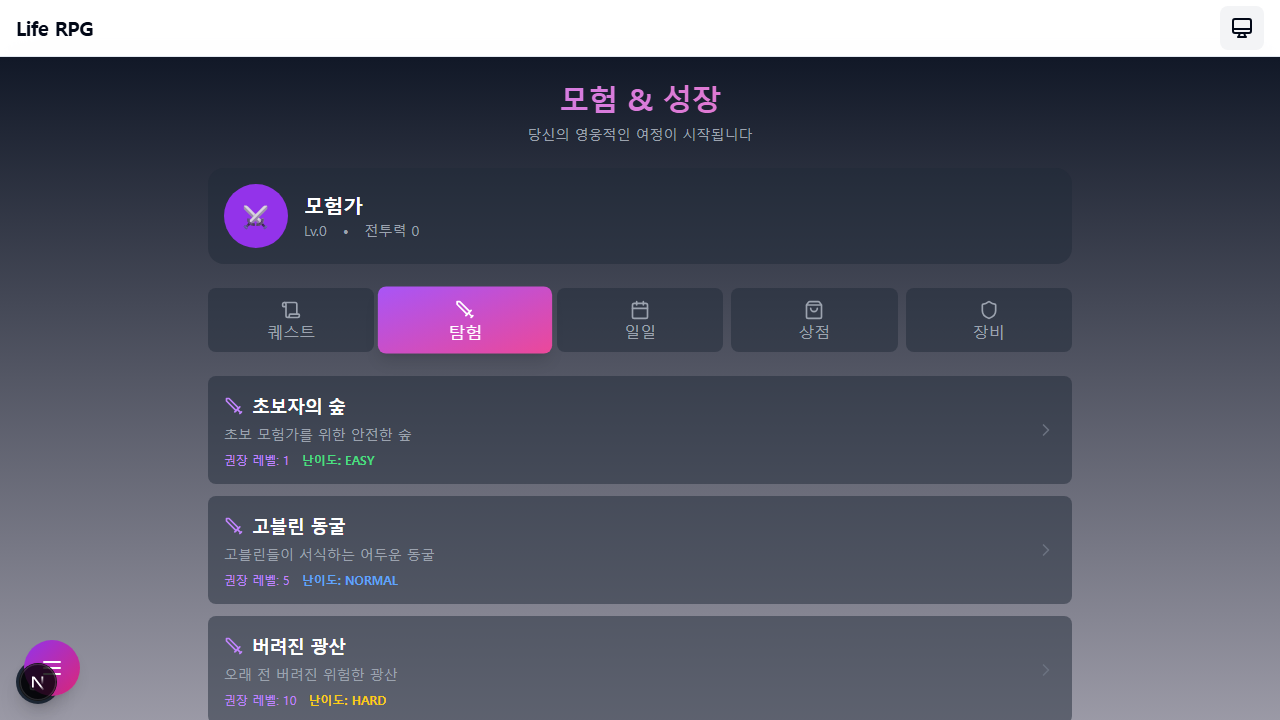 Life RPG
모험 & 성장
당신의 영웅적인 여정이 시작됩니다
모험가
Lv.0 • 전투력 0
퀘스트
탐험
일일
상점
장비
초보자의 숲
초보 모험가를 위한 안전한 숲
권장 레벨: 1 난이도: EASY
고블린 동굴
고블린들이 서식하는 어두운 동굴
권장 레벨: 5 난이도: NORMAL
버려진 광산
오래 전 버려진 위험한 광산
권장 레벨: 10 난이도: HARD
N